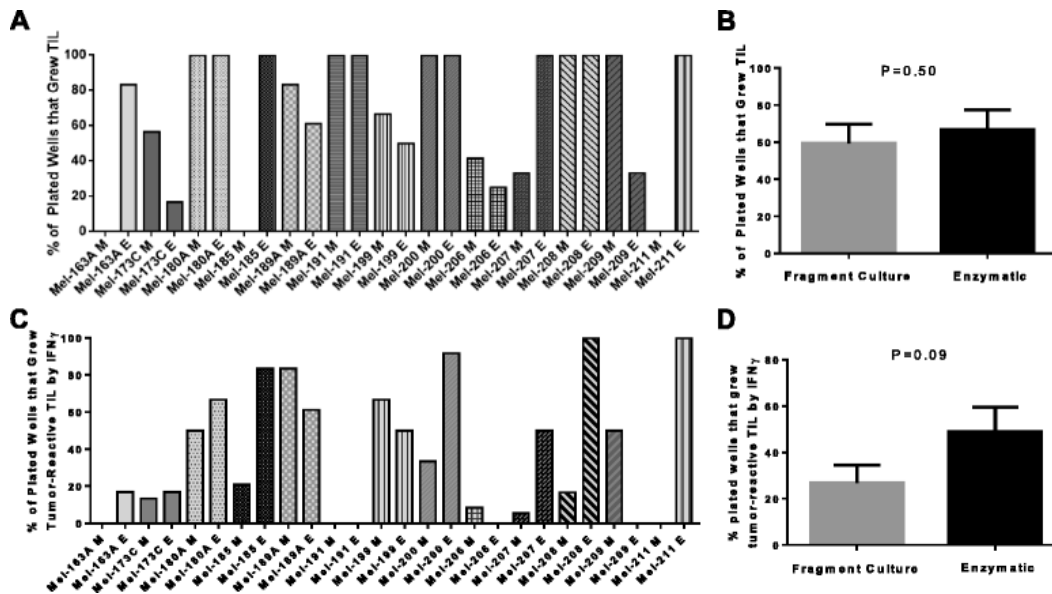 A
% of Plated Wells that Grew TIL
100
80
60
40
20
0
Mel-163A M
Mel-163A E
Mel-173C M
Mel-173C E
Mel-180A M
Mel-180A E
Mel-185 M
Mel-185 E
Mel-189A M
Mel-189A E
Mel-191 M
Mel-191 E
Mel-199 M
Mel-199 E
Mel-200 M
Mel-200 E
Mel-206 M
Mel-206 E
Mel-207 M
Mel-207 E
Mel-208 M
Mel-208 E
Mel-209 M
Mel-209 E
Mel-211 M
Mel-211 E
B
% of Plated Wells that Grew TIL
100
80
60
40
20
0
P=0.50
Fragment Culture
Enzymatic
C
% of Plated Wells that Grew
Tumor-Reactive TIL by IFNγ
100
80
60
40
20
0
Mel-163A M
Mel-163A E
Mel-173C M
Mel-173C E
Mel-180A M
Mel-180A E
Mel-185 M
Mel-185 E
Mel-189A M
Mel-189A E
Mel-191 M
Mel-191 E
Mel-199 M
Mel-199 E
Mel-200 M
Mel-200 E
Mel-206 M
Mel-206 E
Mel-207 M
Mel-207 E
Mel-208 M
Mel-208 E
Mel-209 M
Mel-209 E
Mel-211 M
Mel-211 E
D
% plated wells that grew
tumor-reactive TIL by IFNγ
80
60
40
20
0
P=0.09
Fragment Culture
Enzymatic